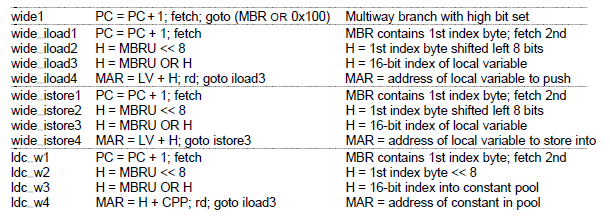 wide1 PC = PC + 1; fetch; goto (MBR OR 0x100) Multiway branch with high bit set
wide_iload1 PC = PC + 1; fetch MBR contains 1st index byte; fetch 2nd
wide_iload2 H = MBRU << 8 H = 1st index byte shifted left 8 bits
wide_iload3 H = MBRU OR H H = 16-bit index of local variable
wide_iload4 MAR = LV + H; rd; goto iload3 MAR = address of local variable to push
wide_istore1 PC = PC + 1; fetch MBR contains 1st index byte; fetch 2nd
wide_istore2 H = MBRU << 8 H = 1st index byte shifted left 8 bits
wide_istore3 H = MBRU OR H H = 16-bit index of local variable
wide_istore4 MAR = LV + H; rd; goto istore3 MAR = address of local variable to store into
ldc_w1 PC = PC + 1; fetch MBR contains 1st index byte; fetch 2nd
ldc_w2 H = MBRU << 8 H = 1st index byte << 8
ldc_w3 H = MBRU OR H H = 16-bit index into constant pool
ldc_w4 MAR = H + CPP; rd; goto iload3 MAR = address of constant in pool